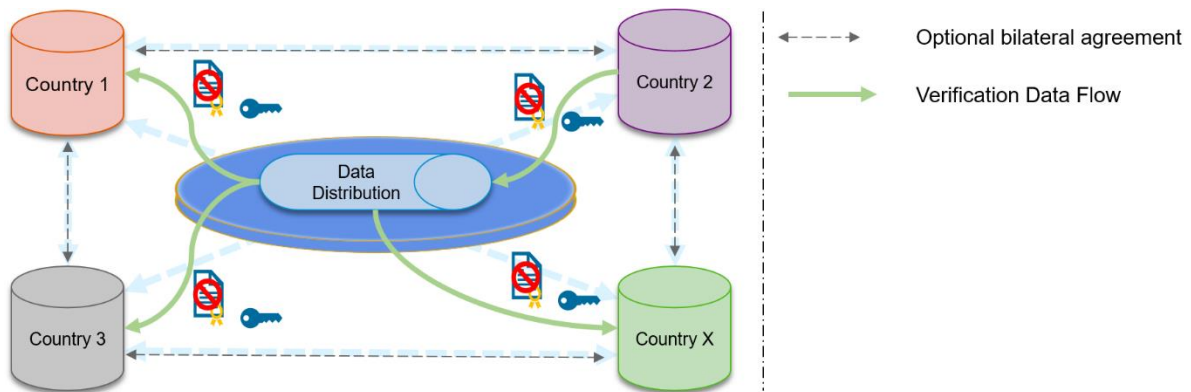 Country 1
Country 2
Optional bilateral agreement
Verification Data Flow
Data
Distribution
Country 3
Country X